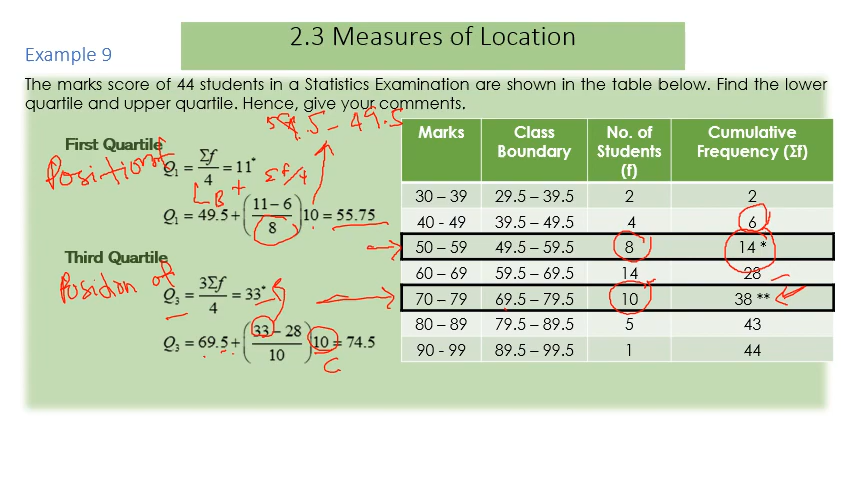 2.3 Measures of Location
Example 9
The marks score of 44 students in a Statistics Examination are shown in the table below. Find the lower
quartile and upper quartile. Hence, give your comments.
First Quartile
Position of
Q₁ = Σf/4 = 11*
L_B + Σf/4
59.5 – 49.5
Q₁ = 49.5 + ((11 – 6)/8) 10 = 55.75
Third Quartile
Position of
Q₃ = 3Σf/4 = 33*
Q₃ = 69.5 + ((33 – 28)/10) 10 = 74.5
C
Marks Class Boundary No. of Students (f) Cumulative Frequency (Σf)
30 – 39 29.5 – 39.5 2 2
40 - 49 39.5 – 49.5 4 6
50 – 59 49.5 – 59.5 8 14 *
60 – 69 59.5 – 69.5 14 28
70 – 79 69.5 – 79.5 10 38 **
80 – 89 79.5 – 89.5 5 43
90 - 99 89.5 – 99.5 1 44